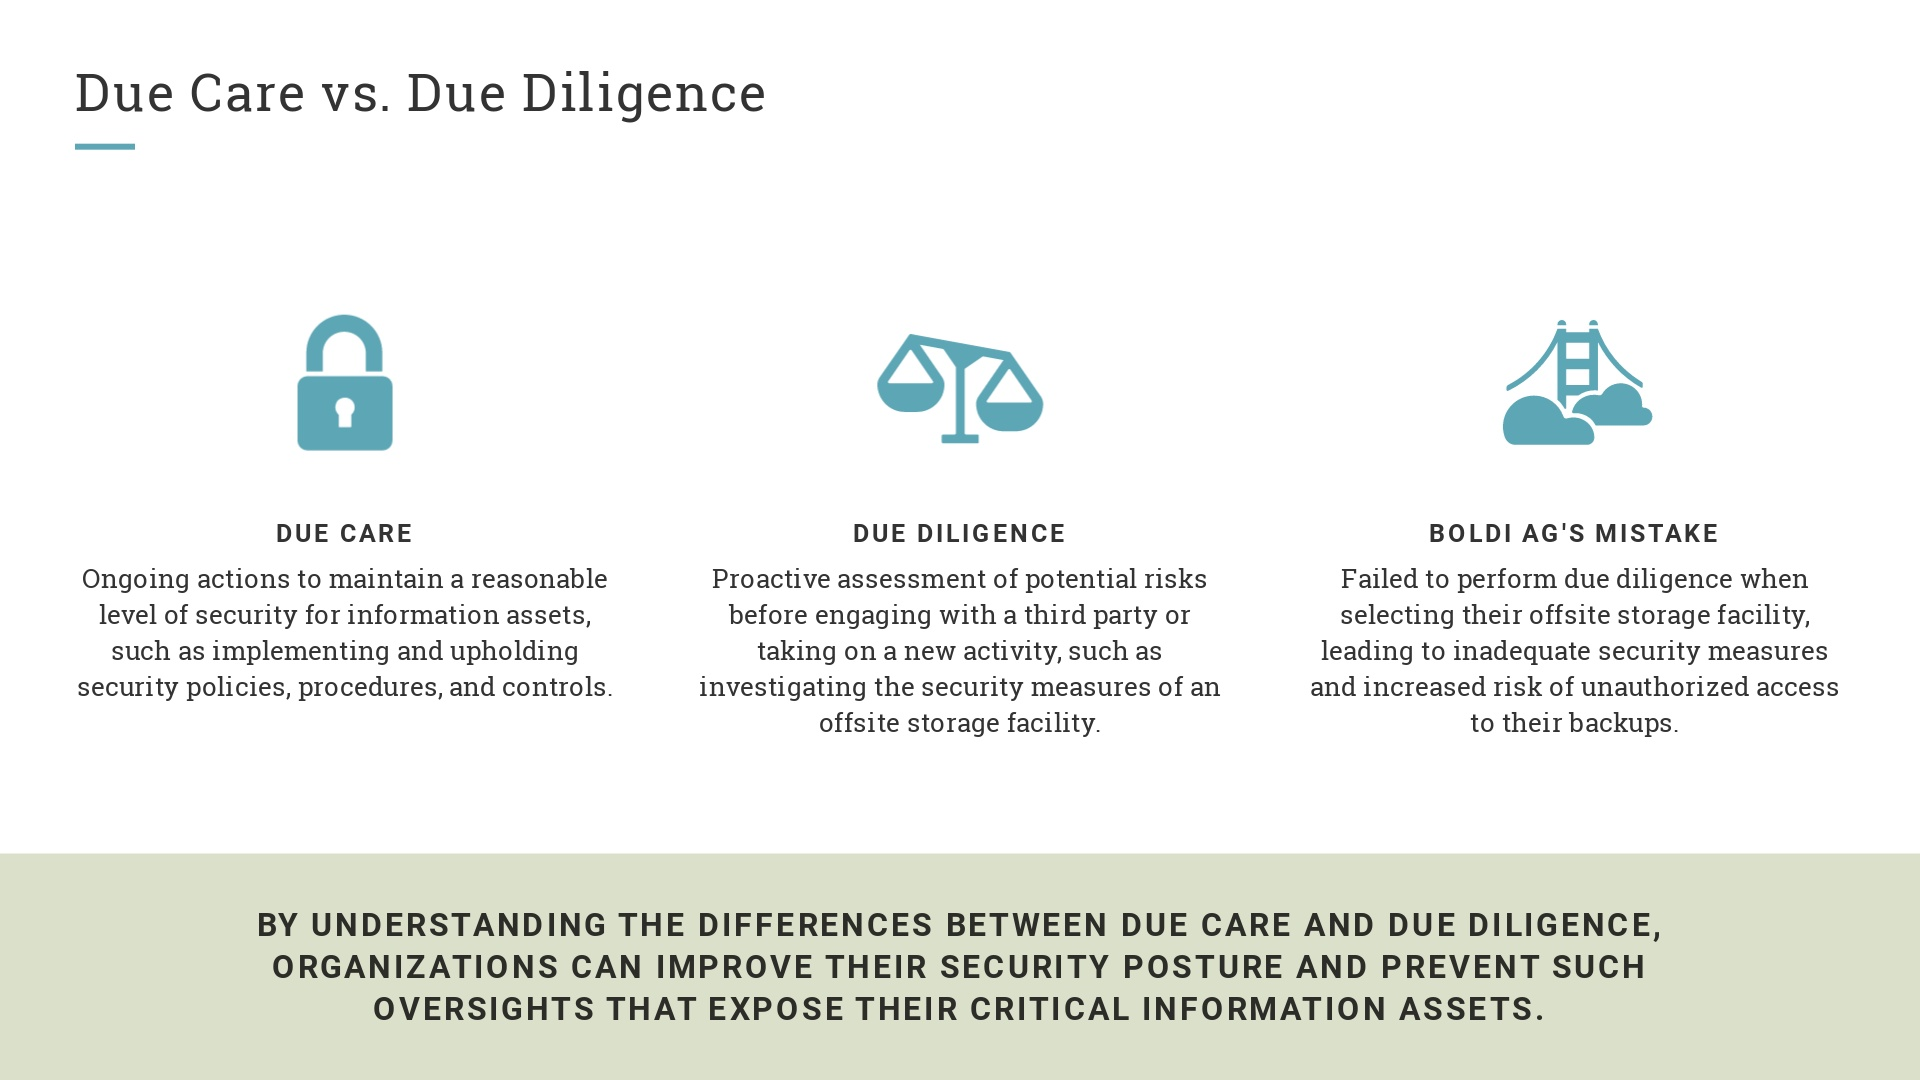 Due Care vs. Due Diligence
DUE CARE
Ongoing actions to maintain a reasonable
level of security for information assets,
such as implementing and upholding
security policies, procedures, and controls.
DUE DILIGENCE
Proactive assessment of potential risks
before engaging with a third party or
taking on a new activity, such as
investigating the security measures of an
offsite storage facility.
BOLDI AG'S MISTAKE
Failed to perform due diligence when
selecting their offsite storage facility,
leading to inadequate security measures
and increased risk of unauthorized access
to their backups.
BY UNDERSTANDING THE DIFFERENCES BETWEEN DUE CARE AND DUE DILIGENCE,
ORGANIZATIONS CAN IMPROVE THEIR SECURITY POSTURE AND PREVENT SUCH
OVERSIGHTS THAT EXPOSE THEIR CRITICAL INFORMATION ASSETS.